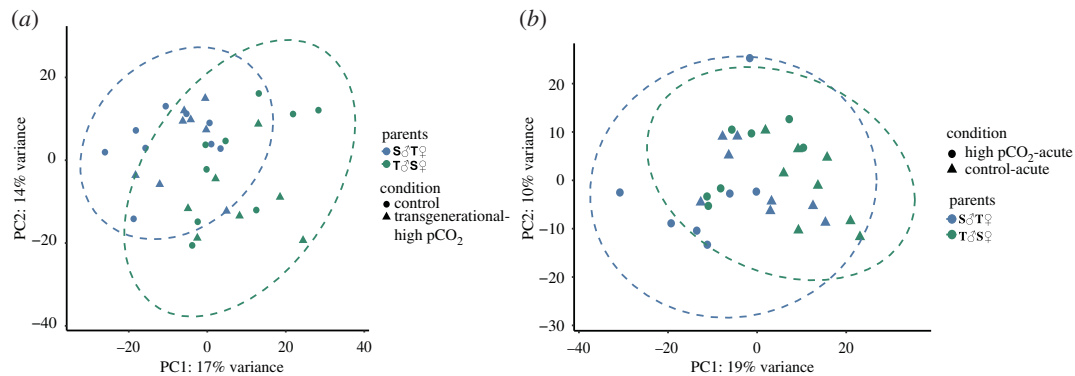 (a)
20
0
−20
−40
PC2: 14% variance
−20
0
20
40
PC1: 17% variance
parents
S♂T♀
T♂S♀
condition
control
transgenerational-
high pCO2
(b)
20
10
0
−10
−20
−30
PC2: 10% variance
−40
−20
0
20
PC1: 19% variance
condition
high pCO2-acute
control-acute
parents
S♂T♀
T♂S♀